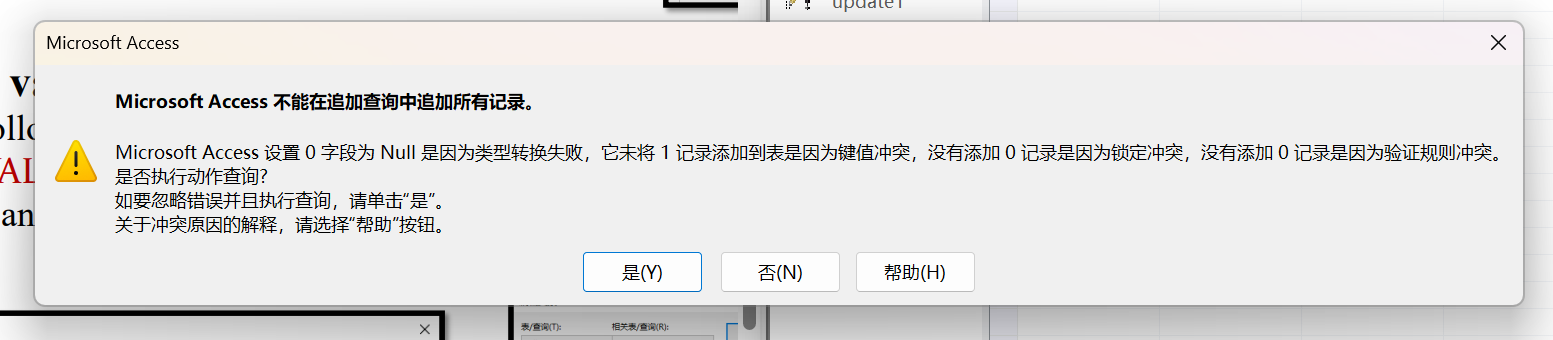 update1
Microsoft Access
Microsoft Access 不能在追加查询中追加所有记录。
Microsoft Access 设置 0 字段为 Null 是因为类型转换失败，它未将 1 记录添加到表是因为键值冲突，没有添加 0 记录是因为锁定冲突，没有添加 0 记录是因为验证规则冲突。
是否执行动作查询?
如要忽略错误并且执行查询，请单击“是”。
关于冲突原因的解释，请选择“帮助”按钮。
是(Y) 否(N) 帮助(H)
表/查询(T): 相关表/查询(R):